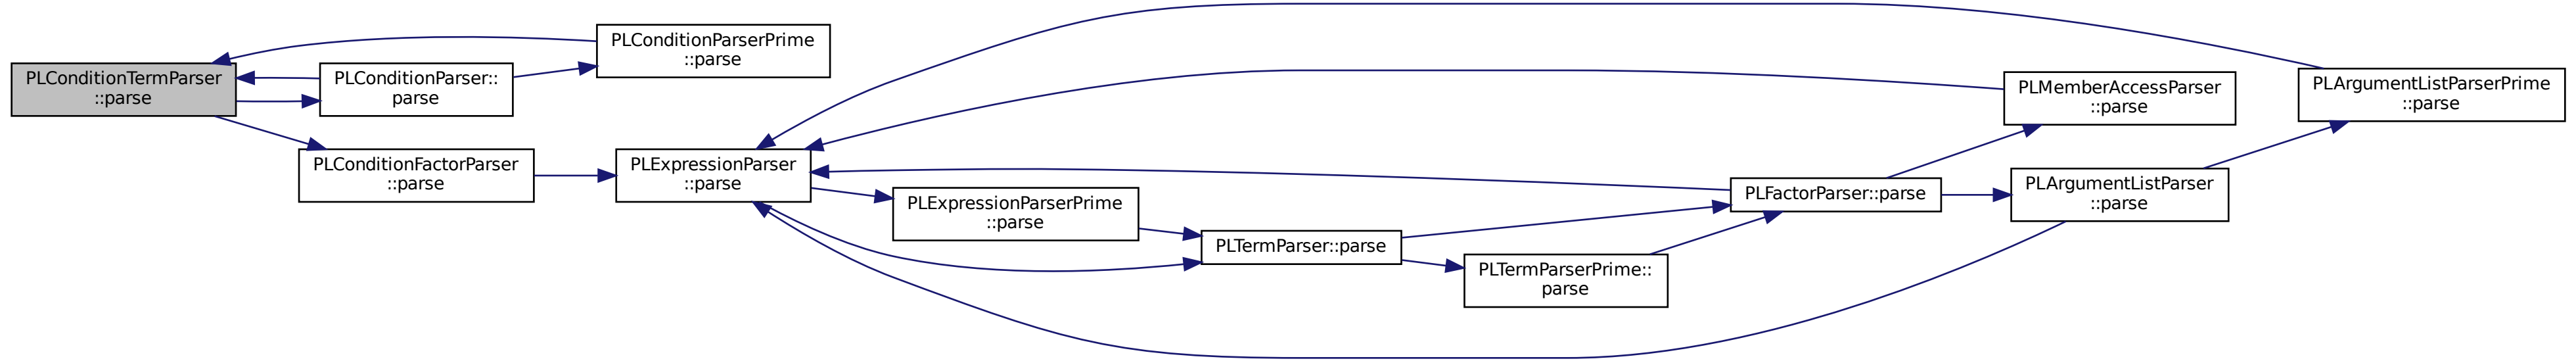 PLConditionTermParser
::parse
PLConditionParser::
parse
PLConditionParserPrime
::parse
PLConditionFactorParser
::parse
PLExpressionParser
::parse
PLExpressionParserPrime
::parse
PLTermParser::parse
PLTermParserPrime::
parse
PLFactorParser::parse
PLMemberAccessParser
::parse
PLArgumentListParser
::parse
PLArgumentListParserPrime
::parse